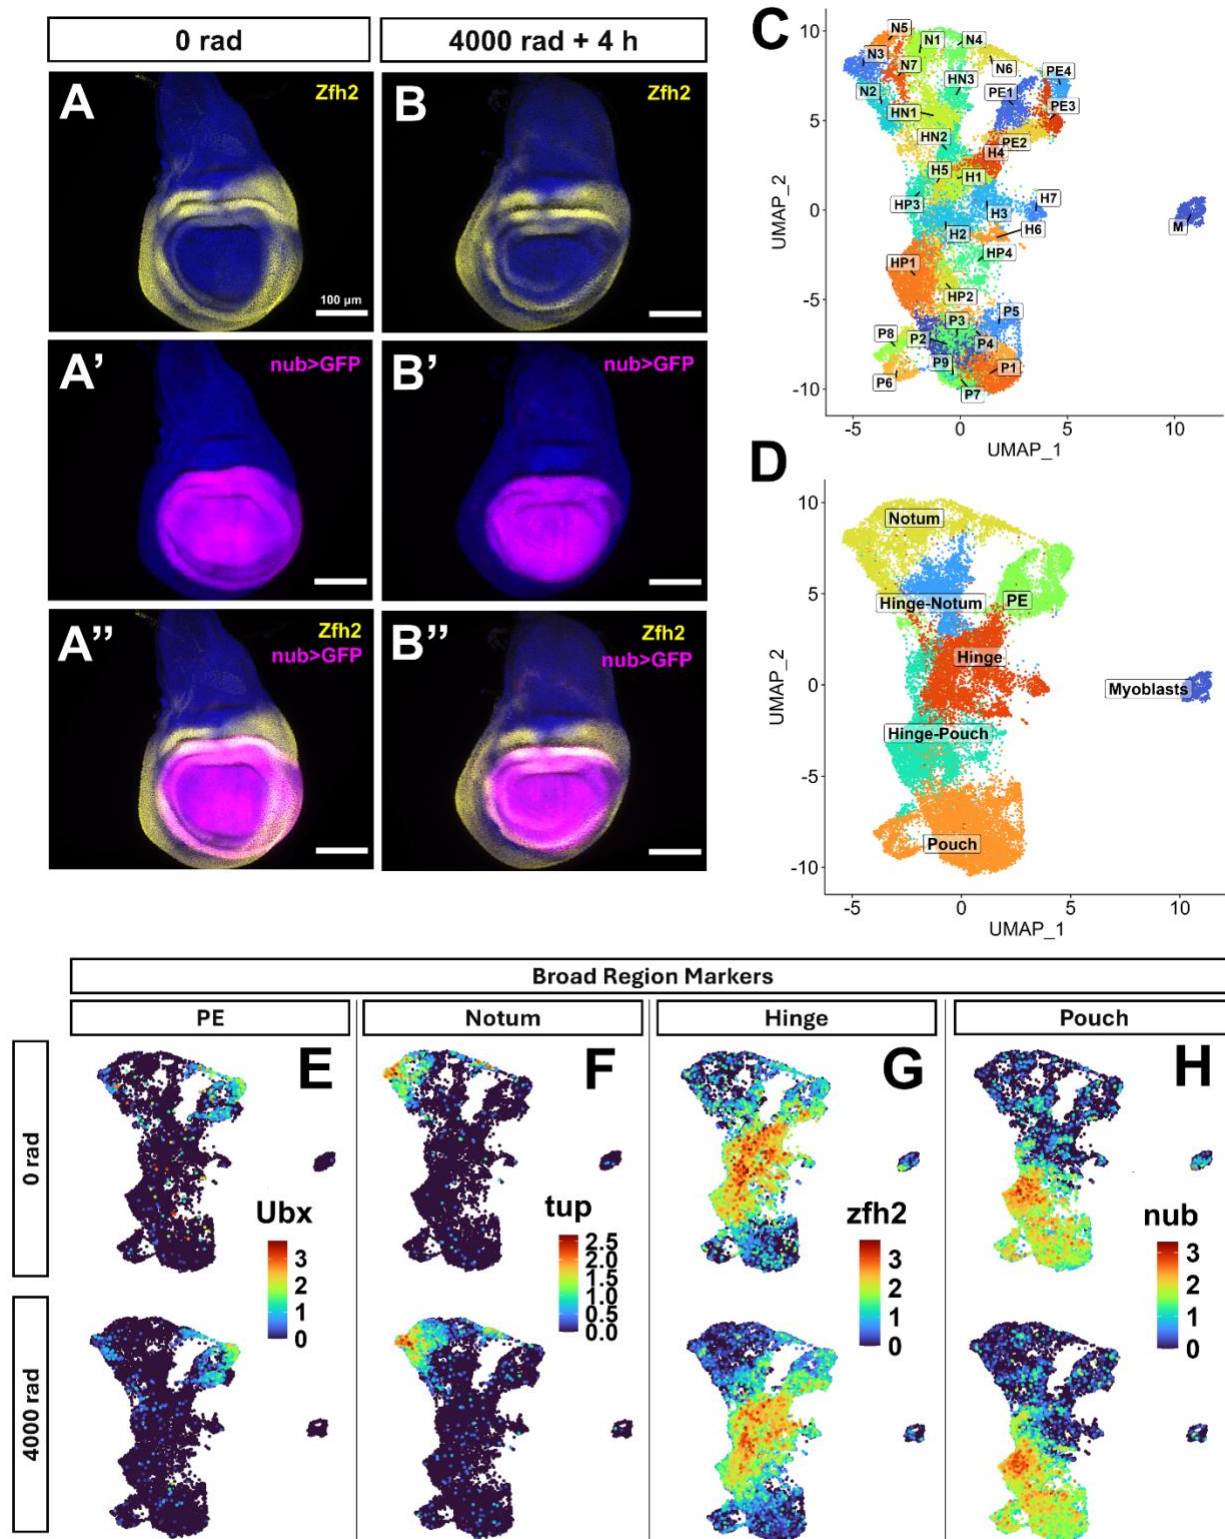 0 rad
4000 rad + 4 h
A
Zfh2
100 µm
B
Zfh2
A’
nub>GFP
B’
nub>GFP
A’’
Zfh2
nub>GFP
B’’
Zfh2
nub>GFP
C
10
5
0
-5
-10
UMAP_2
-5
0
5
10
UMAP_1
N5
N1
N4
N3
N7
N6
PE4
N2
HN3
PE1
PE3
HN1
HN2
PE2
H4
H5
H1
HP3
H3
H7
M
H2
H6
HP1
HP4
HP2
P5
P3
P8
P2
P4
P9
P1
P6
P7
D
10
5
0
-5
-10
UMAP_2
-5
0
5
10
UMAP_1
Notum
Hinge-Notum
PE
Hinge
Myoblasts
Hinge-Pouch
Pouch
Broad Region Markers
PE
Notum
Hinge
Pouch
0 rad
4000 rad
E
Ubx
3
2
1
0
F
tup
2.5
2.0
1.5
1.0
0.5
0.0
G
zfh2
3
2
1
0
H
nub
3
2
1
0